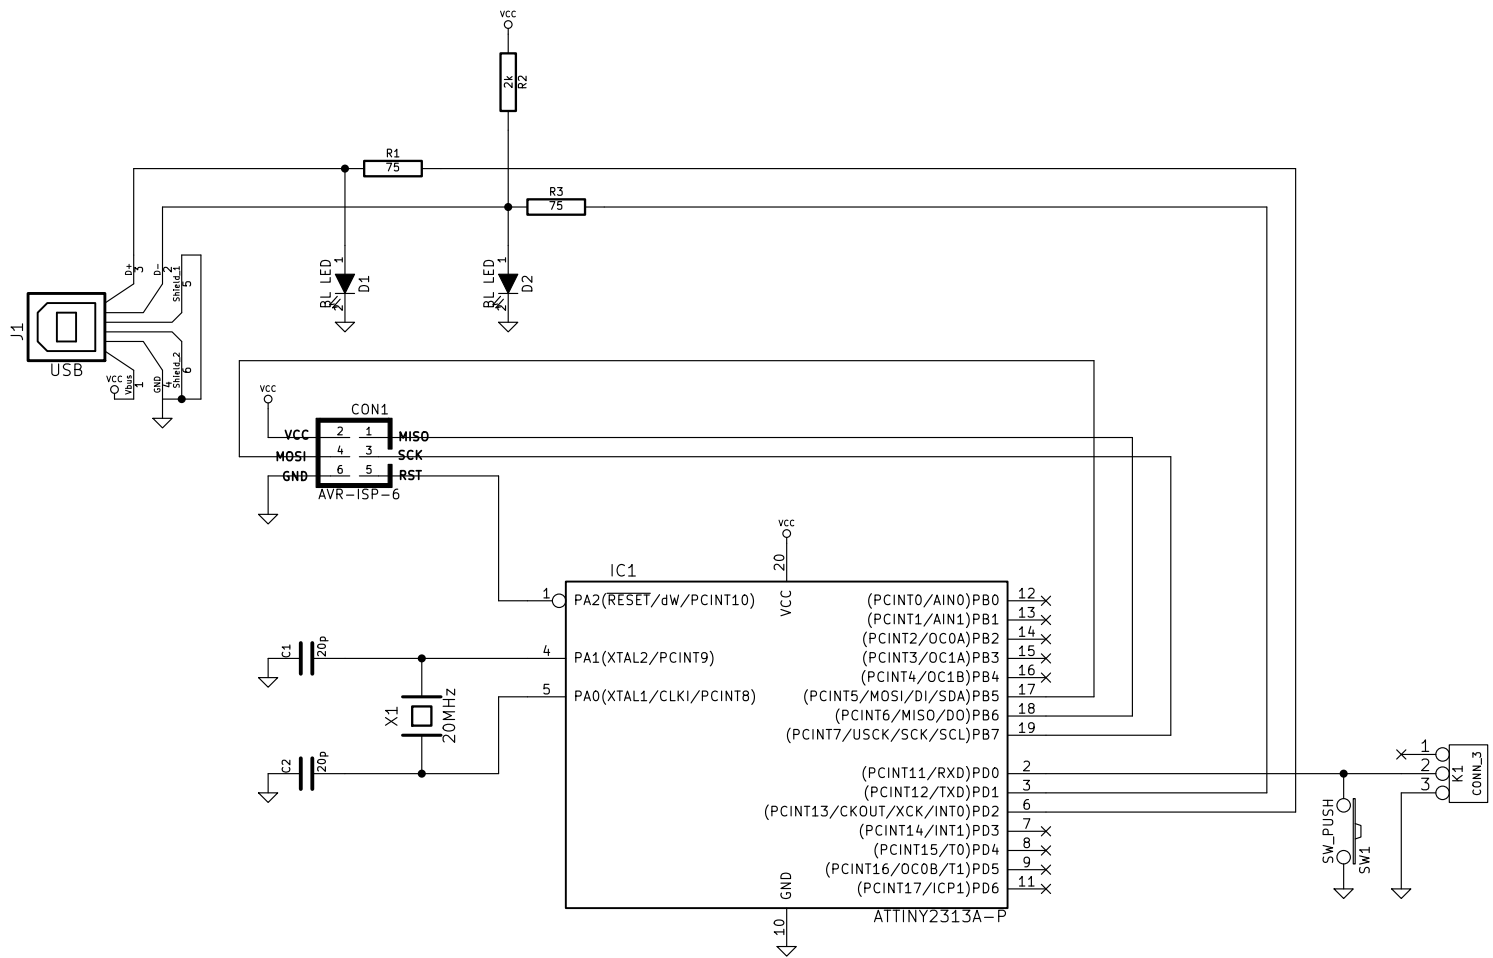 VCC
2k
R2
R1
75
R3
75
D+
3
D-
2
Shield_1
5
BL LED
1
2
D1
BL LED
1
2
D2
J1
USB
VCC
Vbus
1
GND
4
Shield_2
6
VCC
CON1
VCC 2 1 MISO
MOSI 4 3 SCK
GND 6 5 RST
AVR-ISP-6
VCC
20
IC1
VCC
1 PA2(RESET/dW/PCINT10)
4 PA1(XTAL2/PCINT9)
5 PA0(XTAL1/CLKI/PCINT8)
C1
20p
X1
20MHz
C2
20p
(PCINT0/AIN0)PB0 12
(PCINT1/AIN1)PB1 13
(PCINT2/OC0A)PB2 14
(PCINT3/OC1A)PB3 15
(PCINT4/OC1B)PB4 16
(PCINT5/MOSI/DI/SDA)PB5 17
(PCINT6/MISO/DO)PB6 18
(PCINT7/USCK/SCK/SCL)PB7 19
(PCINT11/RXD)PD0 2
(PCINT12/TXD)PD1 3
(PCINT13/CKOUT/XCK/INT0)PD2 6
(PCINT14/INT1)PD3 7
(PCINT15/T0)PD4 8
(PCINT16/OC0B/T1)PD5 9
(PCINT17/ICP1)PD6 11
GND
10
ATTINY2313A-P
SW_PUSH
SW1
1
2
3
K1
CONN_3